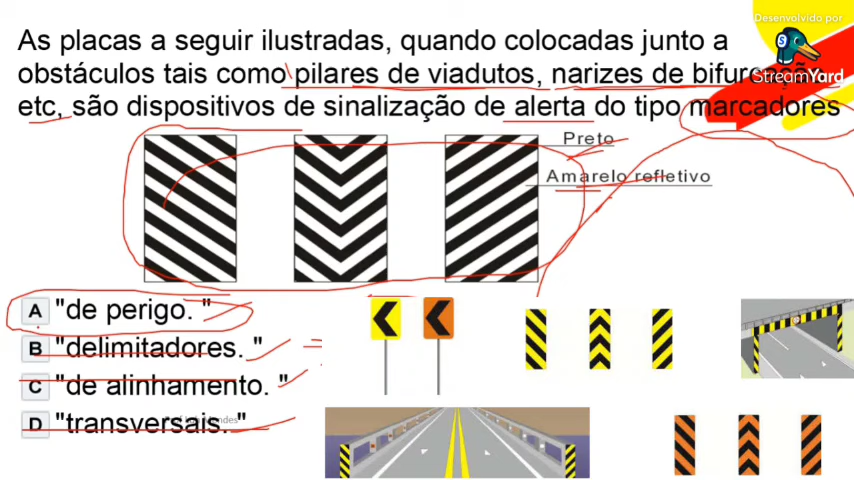 Desenvolvido por
StreamYard
As placas a seguir ilustradas, quando colocadas junto a
obstáculos tais como pilares de viadutos, narizes de bifurcação
etc, são dispositivos de sinalização de alerta do tipo marcadores
Preto
Amarelo refletivo
A "de perigo. "
B "delimitadores. "
C "de alinhamento. "
D "transversais. "